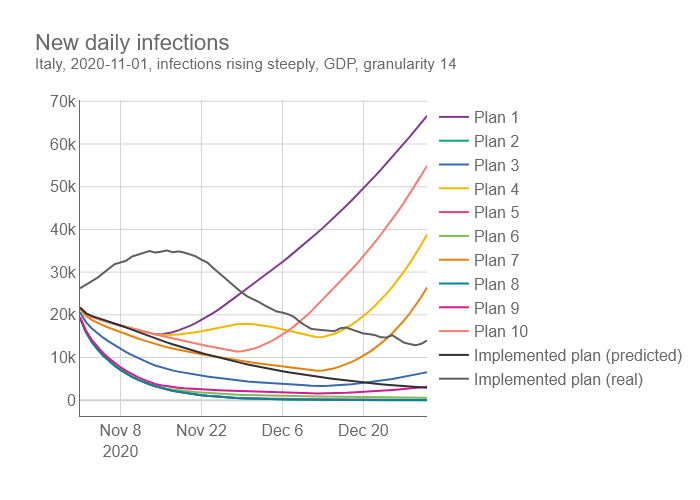 New daily infections
Italy, 2020-11-01, infections rising steeply, GDP, granularity 14
70k
60k
50k
40k
30k
20k
10k
0
Nov 8
2020
Nov 22
Dec 6
Dec 20
Plan 1
Plan 2
Plan 3
Plan 4
Plan 5
Plan 6
Plan 7
Plan 8
Plan 9
Plan 10
Implemented plan (predicted)
Implemented plan (real)